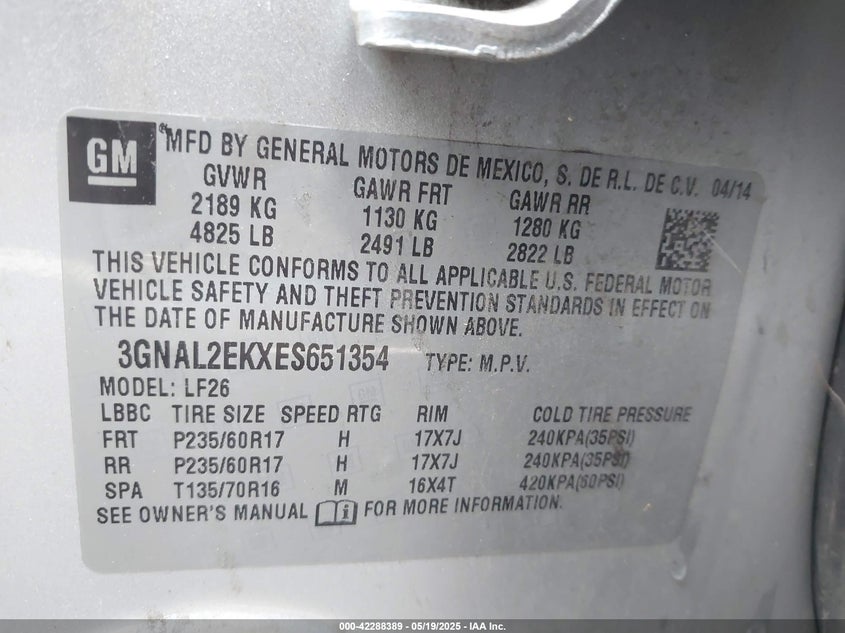 GM
MFD BY GENERAL MOTORS DE MEXICO, S. DE R.L. DE C.V. 04/14
GVWR GAWR FRT GAWR RR
2189 KG 1130 KG 1280 KG
4825 LB 2491 LB 2822 LB
THIS VEHICLE CONFORMS TO ALL APPLICABLE U.S. FEDERAL MOTOR
VEHICLE SAFETY AND THEFT PREVENTION STANDARDS IN EFFECT ON
THE DATE OF MANUFACTURE SHOWN ABOVE.
3GNAL2EKXES651354 TYPE: M.P.V.
MODEL: LF26
LBBC TIRE SIZE SPEED RTG RIM COLD TIRE PRESSURE
FRT P235/60R17 H 17X7J 240KPA(35PSI)
RR P235/60R17 H 17X7J 240KPA(35PSI)
SPA T135/70R16 M 16X4T 420KPA(60PSI)
SEE OWNER'S MANUAL i FOR MORE INFORMATION.
000-42288389 - 05/19/2025 - IAA Inc.